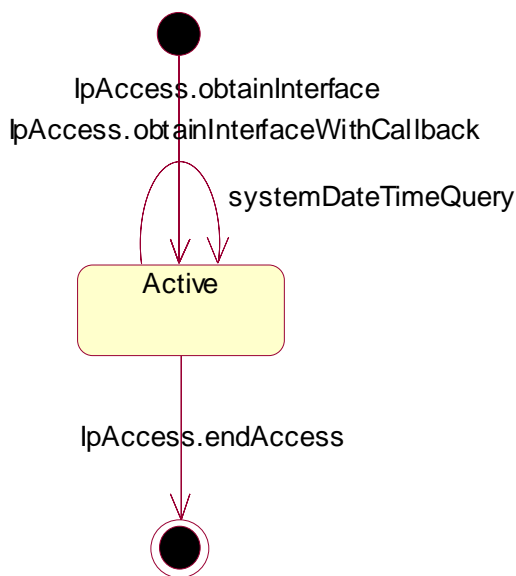 IpAccess.obtainInterface
IpAccess.obtainInterfaceWithCallback
systemDateTimeQuery
Active
IpAccess.endAccess